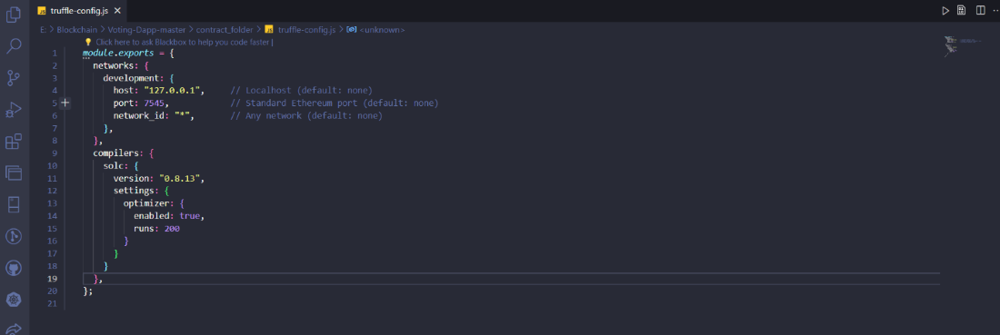 truffle-config.js
E: > Blockchain > Voting-Dapp-master > contract_folder > truffle-config.js > <unknown>
Click here to ask Blackbox to help you code faster |
1 module.exports = {
2   networks: {
3     development: {
4       host: "127.0.0.1",     // Localhost (default: none)
5       port: 7545,            // Standard Ethereum port (default: none)
6       network_id: "*",       // Any network (default: none)
7     },
8   },
9   compilers: {
10     solc: {
11       version: "0.8.13",
12       settings: {
13         optimizer: {
14           enabled: true,
15           runs: 200
16         }
17       }
18     }
19   },
20 };
21